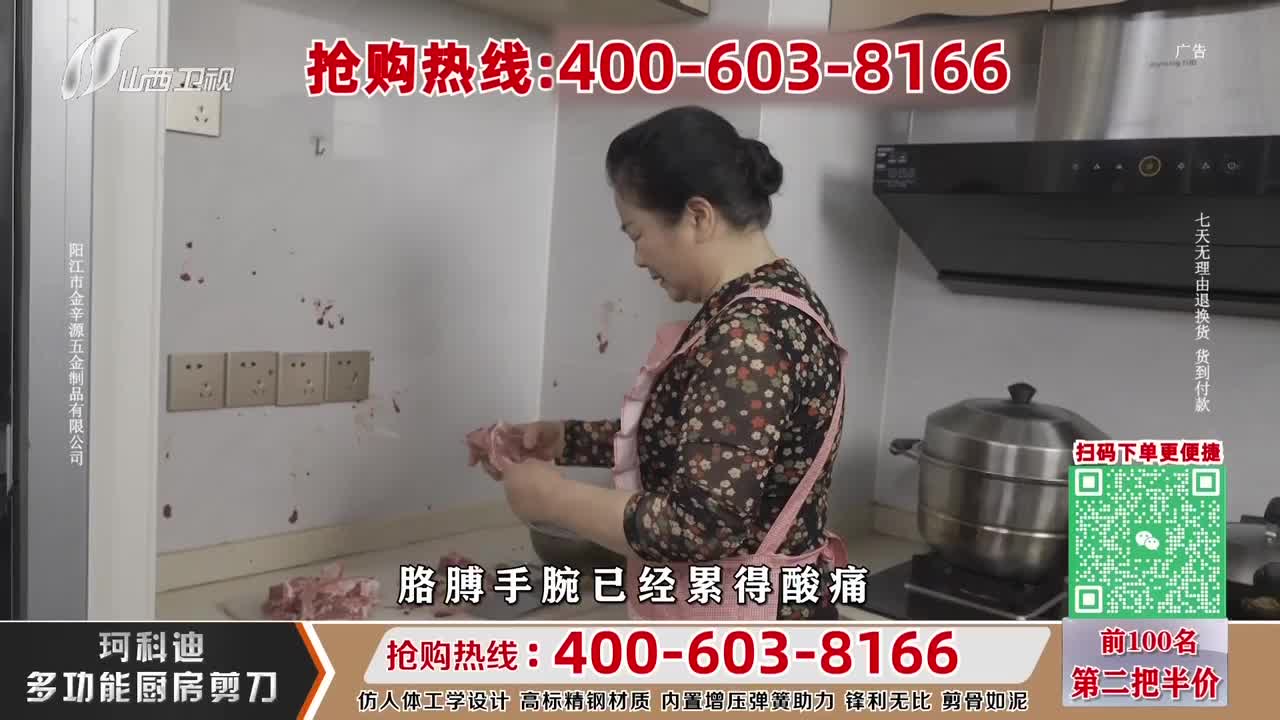 山西卫视
抢购热线:400-603-8166
广告
阳江市金辛源五金制品有限公司
七天无理由退换货 货到付款
扫码下单更便捷
胳膊手腕已经累得酸痛
珂科迪
多功能厨房剪刀
抢购热线：400-603-8166
仿人体工学设计 高标精钢材质 内置增压弹簧助力 锋利无比 剪骨如泥
前100名
第二把半价